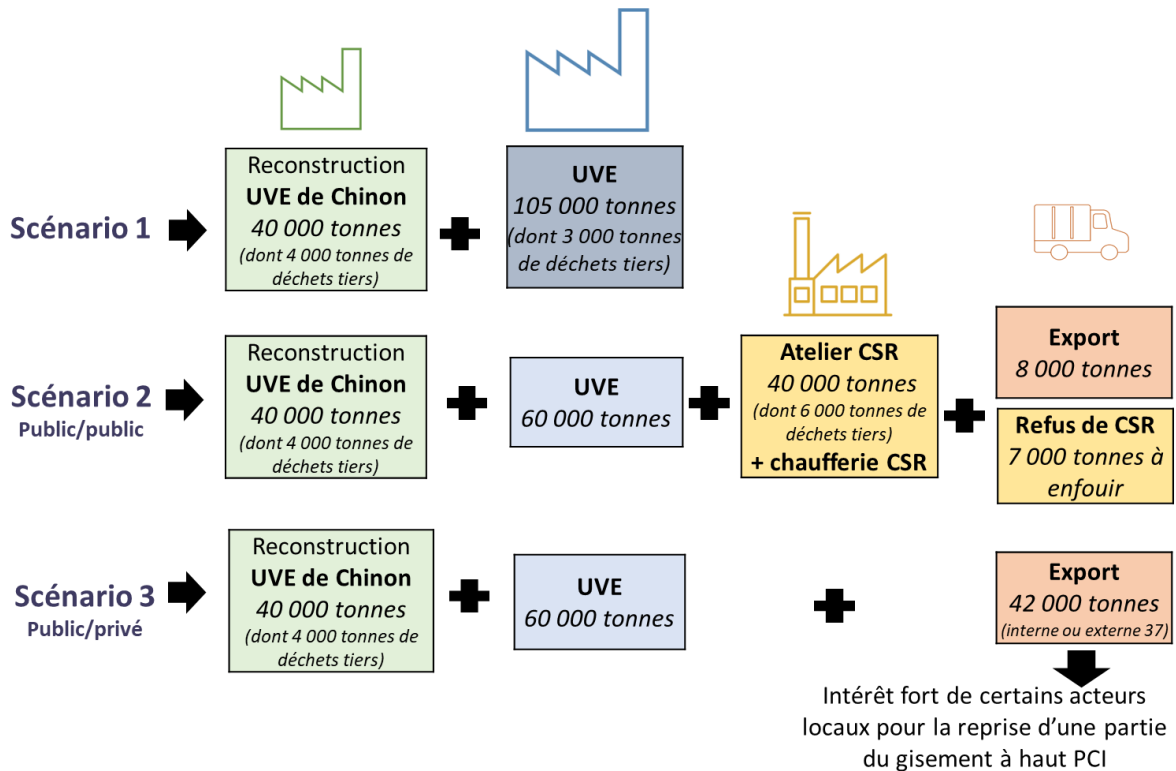 Scénario 1
Reconstruction
UVE de Chinon
40 000 tonnes
(dont 4 000 tonnes de
déchets tiers)
UVE
105 000 tonnes
(dont 3 000 tonnes
de déchets tiers)
Scénario 2
Public/public
Reconstruction
UVE de Chinon
40 000 tonnes
(dont 4 000 tonnes de
déchets tiers)
UVE
60 000 tonnes
Atelier CSR
40 000 tonnes
(dont 6 000 tonnes de
déchets tiers)
+ chaufferie CSR
Export
8 000 tonnes
Refus de CSR
7 000 tonnes à
enfouir
Scénario 3
Public/privé
Reconstruction
UVE de Chinon
40 000 tonnes
(dont 4 000 tonnes de
déchets tiers)
UVE
60 000 tonnes
Export
42 000 tonnes
(interne ou externe 37)
Intérêt fort de certains acteurs
locaux pour la reprise d’une partie
du gisement à haut PCI